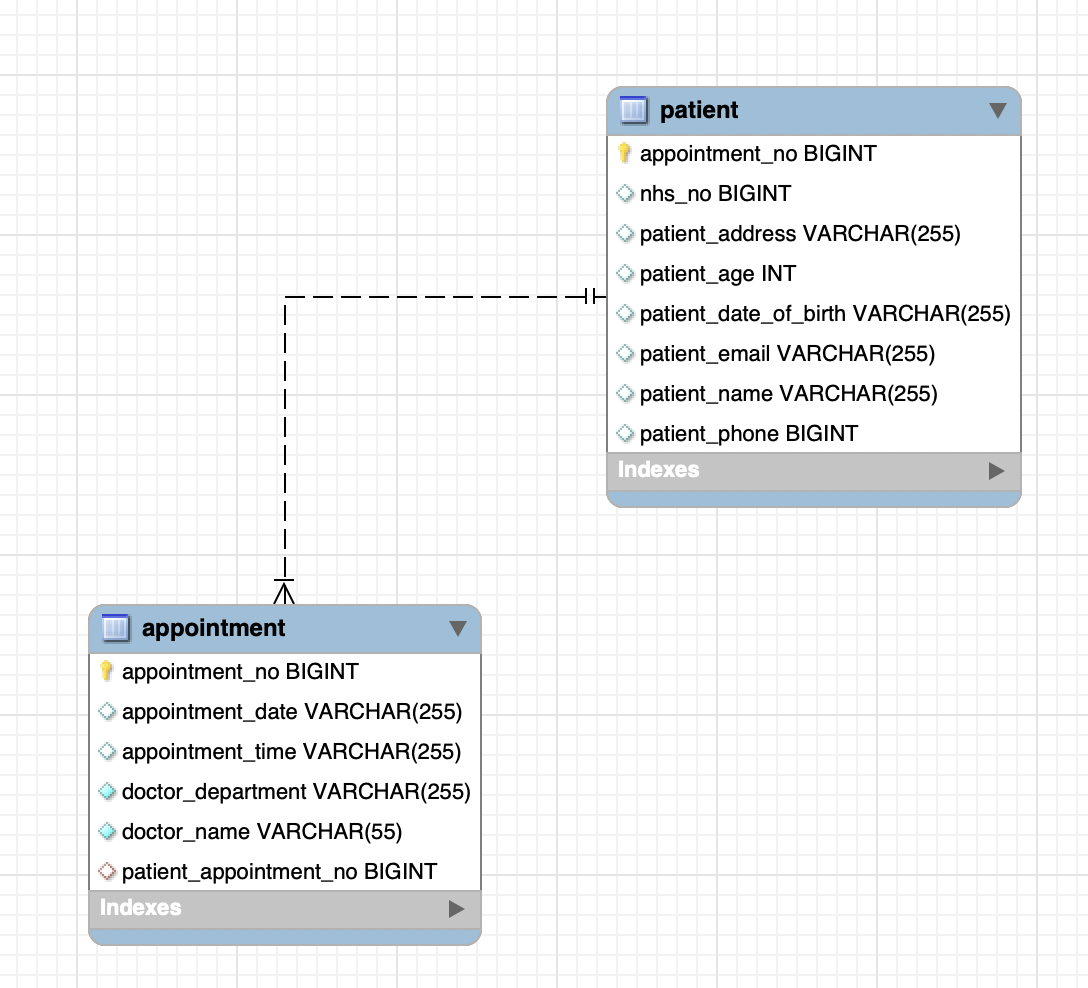 patient
appointment_no BIGINT
nhs_no BIGINT
patient_address VARCHAR(255)
patient_age INT
patient_date_of_birth VARCHAR(255)
patient_email VARCHAR(255)
patient_name VARCHAR(255)
patient_phone BIGINT
Indexes
appointment
appointment_no BIGINT
appointment_date VARCHAR(255)
appointment_time VARCHAR(255)
doctor_department VARCHAR(255)
doctor_name VARCHAR(55)
patient_appointment_no BIGINT
Indexes